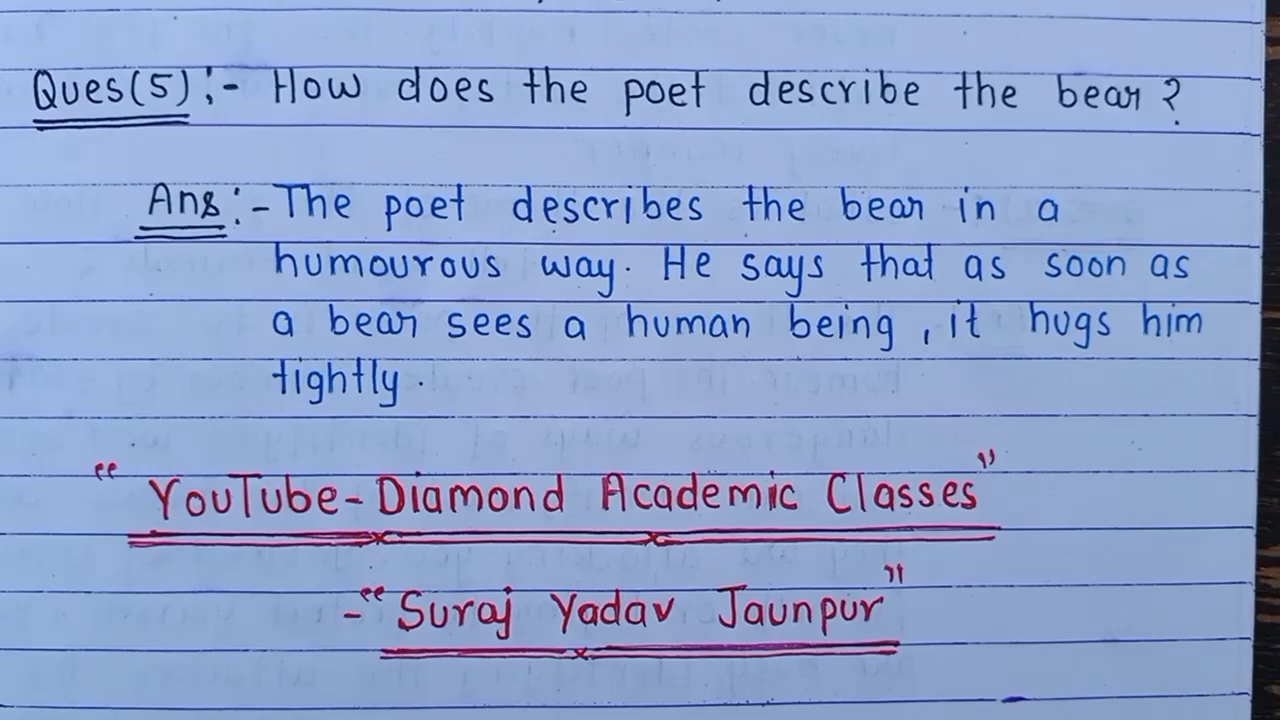 Ques(5):- How does the poet describe the bear?
Ans:- The poet describes the bear in a
humourous way. He says that as soon as
a bear sees a human being, it hugs him
tightly.
"YouTube-Diamond Academic Classes"
-"Suraj Yadav Jaunpur"